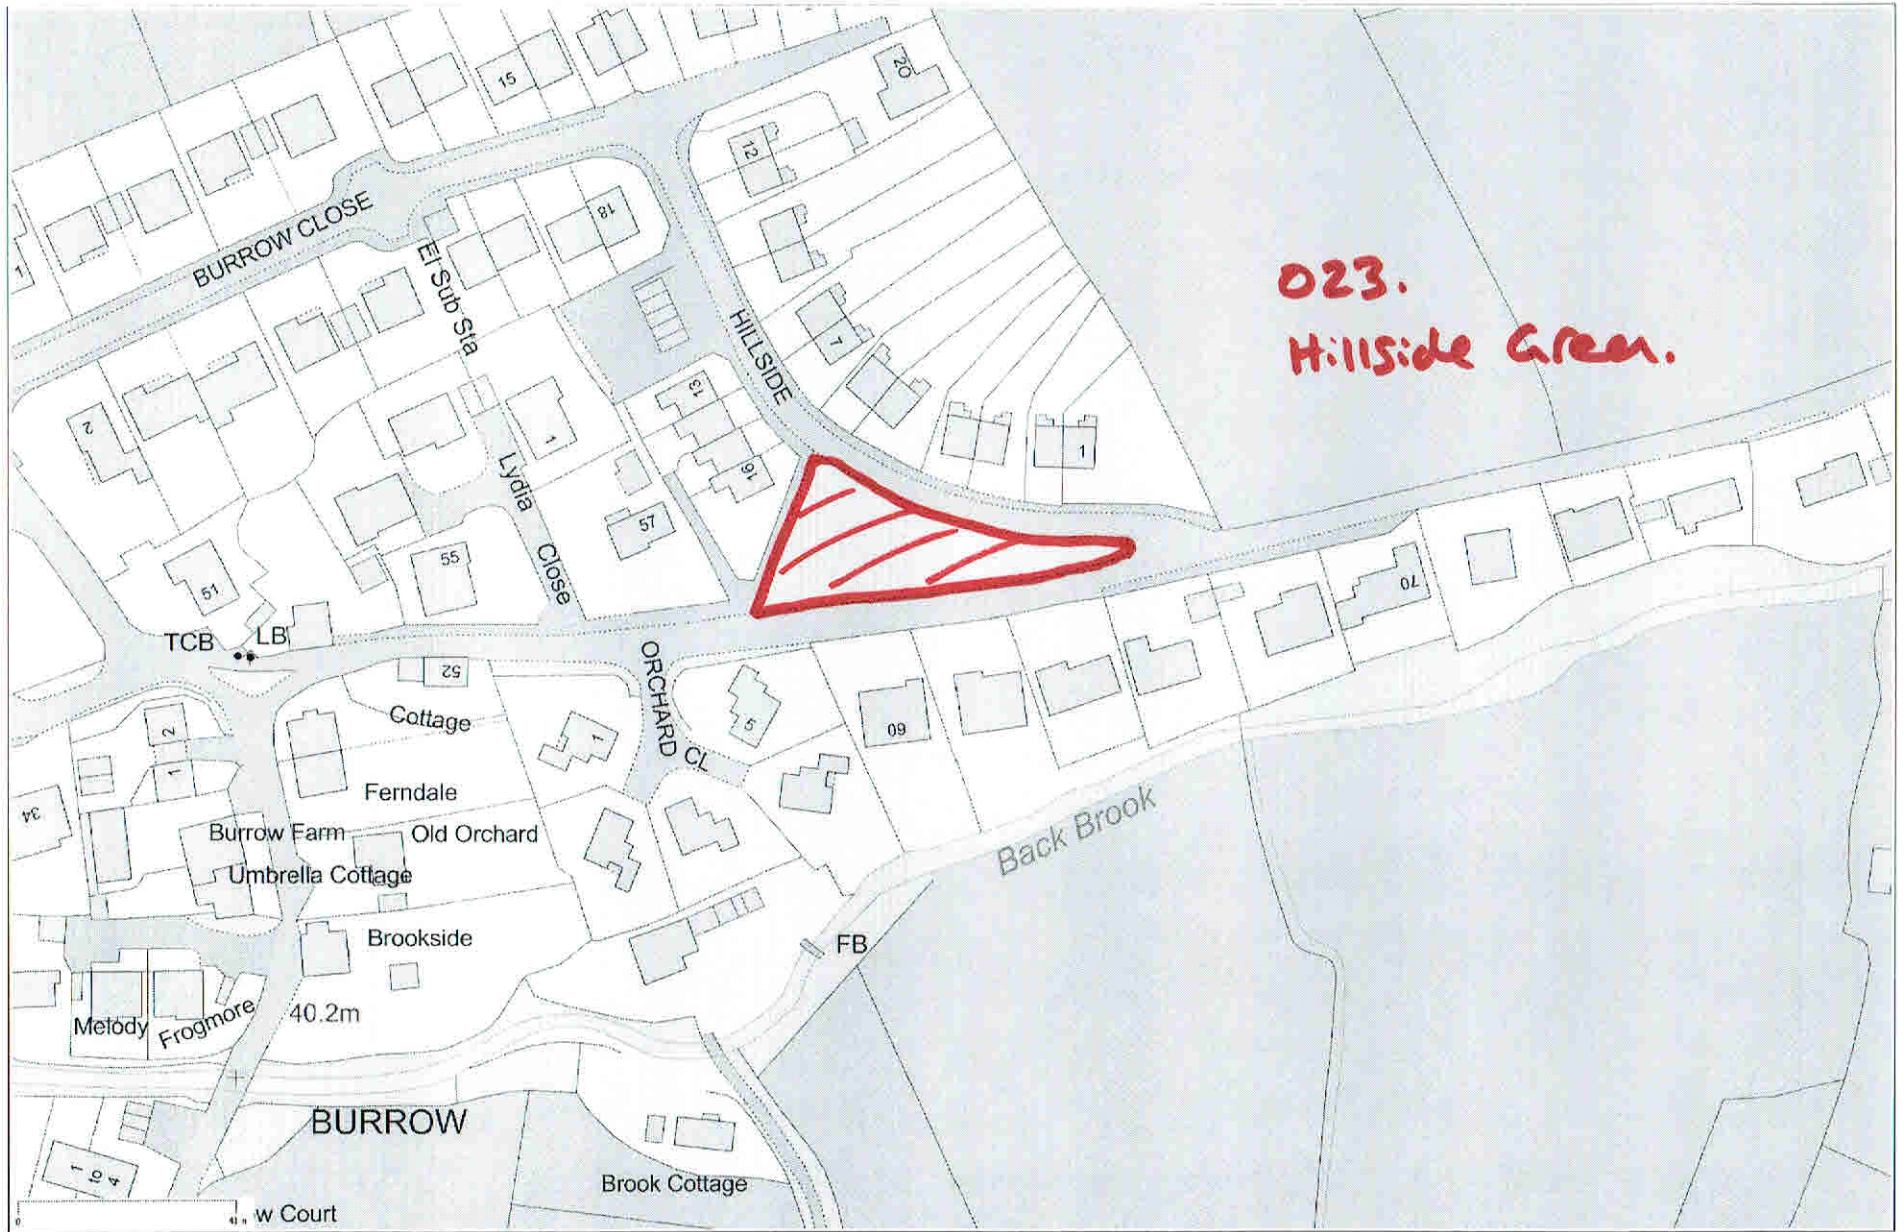 20
15
12
18
1
BURROW CLOSE
El Sub Sta
023.
Hillside Green.
HILLSIDE
7
13
16
1
2
1
Lydia Close
57
55
51
TCB
LB
52
70
ORCHARD CL
5
1
60
Cottage
2
1
34
Ferndale
Burrow Farm
Old Orchard
Umbrella Cottage
Back Brook
Brookside
FB
Melody
Frogmore
40.2m
BURROW
1 to 4
Brook Cottage
w Court
0